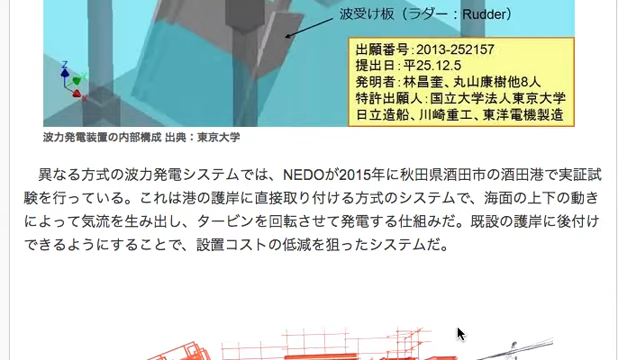 波受け板（ラダー：Rudder）
出願番号：2013-252157
提出日：平25.12.5
発明者：林昌奎、丸山康樹他8人
特許出願人：国立大学法人東京大学
日立造船、川崎重工、東洋電機製造
Z
Y
X
波力発電装置の内部構成 出典：東京大学
異なる方式の波力発電システムでは、NEDOが2015年に秋田県酒田市の酒田港で実証試
験を行っている。これは港の護岸に直接取り付ける方式のシステムで、海面の上下の動き
によって気流を生み出し、タービンを回転させて発電する仕組みだ。既設の護岸に後付け
できるようにすることで、設置コストの低減を狙ったシステムだ。